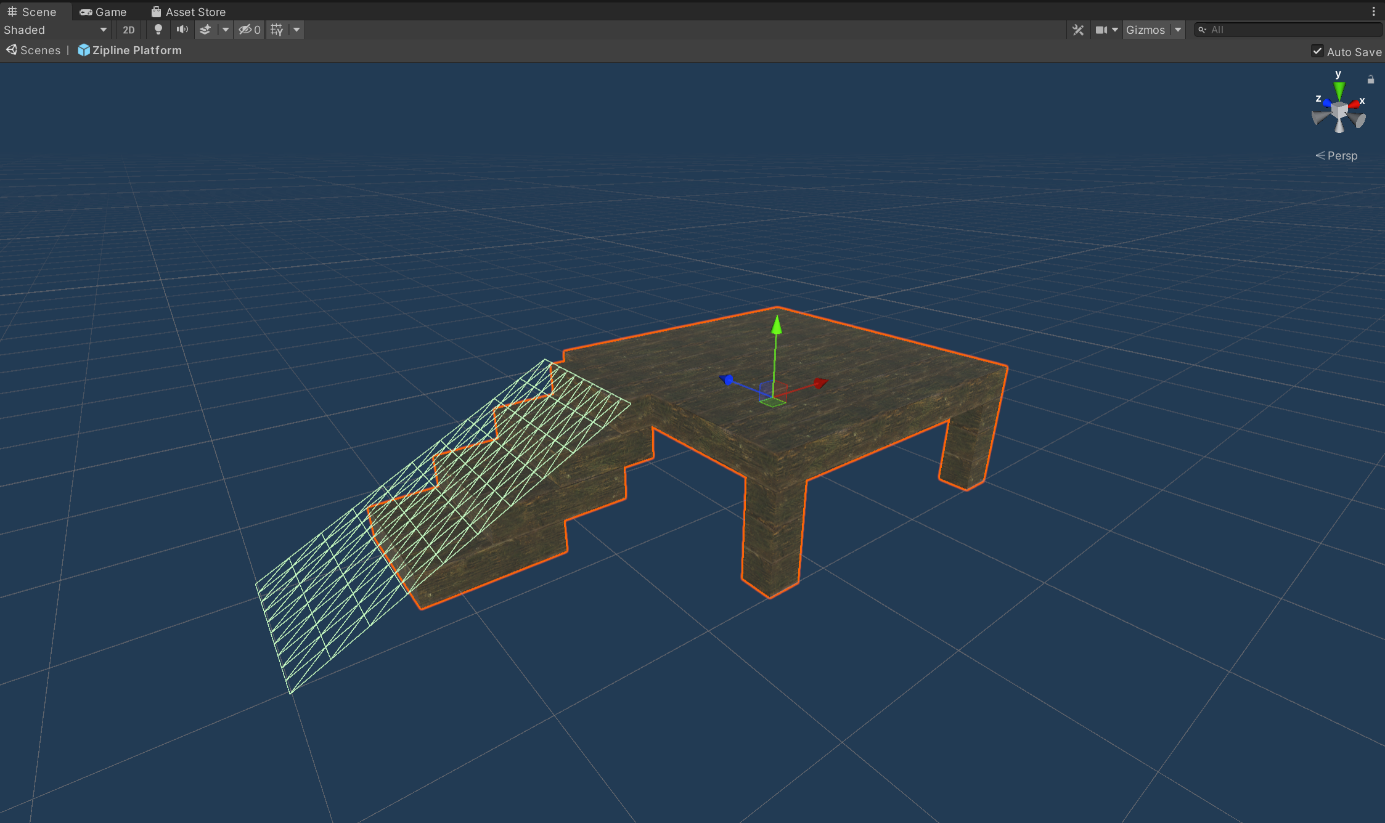 Scene Game Asset Store
Shaded 2D 0 Gizmos All
Scenes | Zipline Platform Auto Save
y
z x
Persp